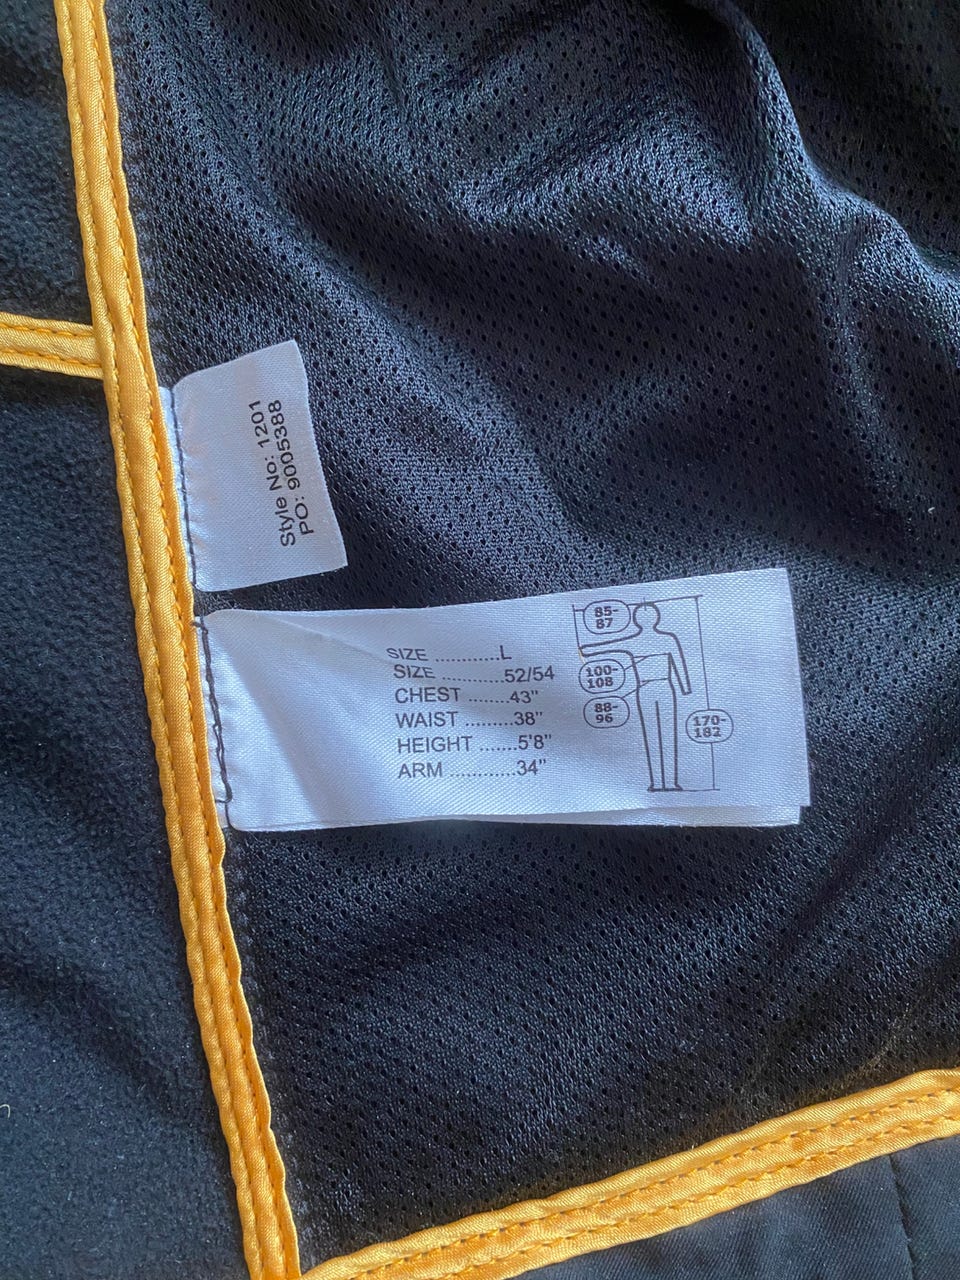 Style No: 1201
PO: 9005388
SIZE ............L
SIZE ............52/54
CHEST ........43"
WAIST .........38"
HEIGHT .......5'8"
ARM .............34"
85-
87
100-
108
88-
96
170-
182